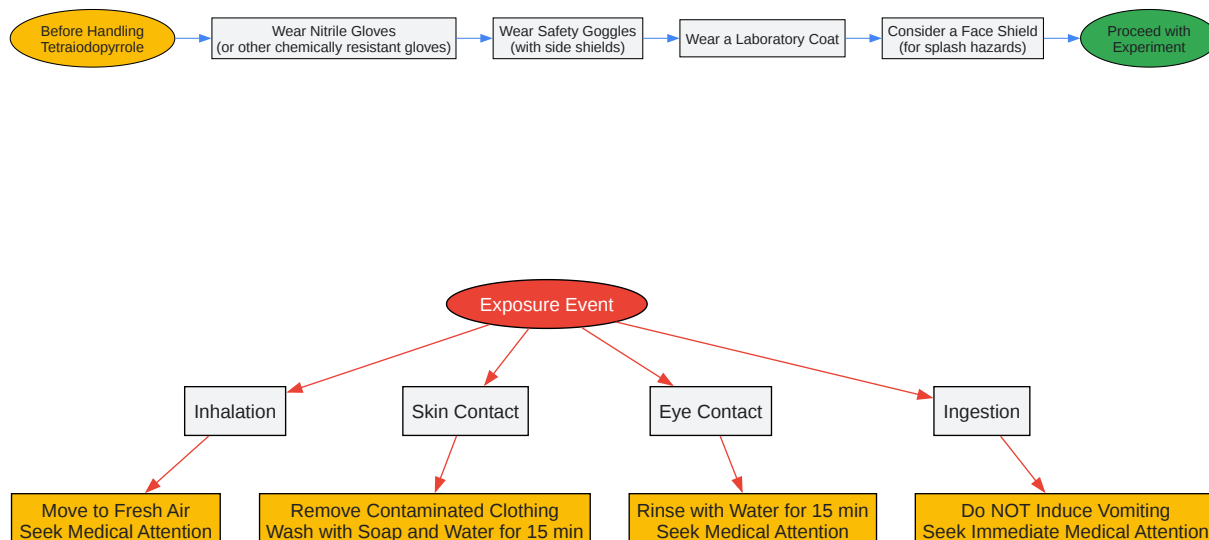 Before Handling
Tetraiodopyrrole
Wear Nitrile Gloves
(or other chemically resistant gloves)
Wear Safety Goggles
(with side shields)
Wear a Laboratory Coat
Consider a Face Shield
(for splash hazards)
Proceed with
Experiment
Exposure Event
Inhalation
Skin Contact
Eye Contact
Ingestion
Move to Fresh Air
Seek Medical Attention
Remove Contaminated Clothing
Wash with Soap and Water for 15 min
Rinse with Water for 15 min
Seek Medical Attention
Do NOT Induce Vomiting
Seek Immediate Medical Attention